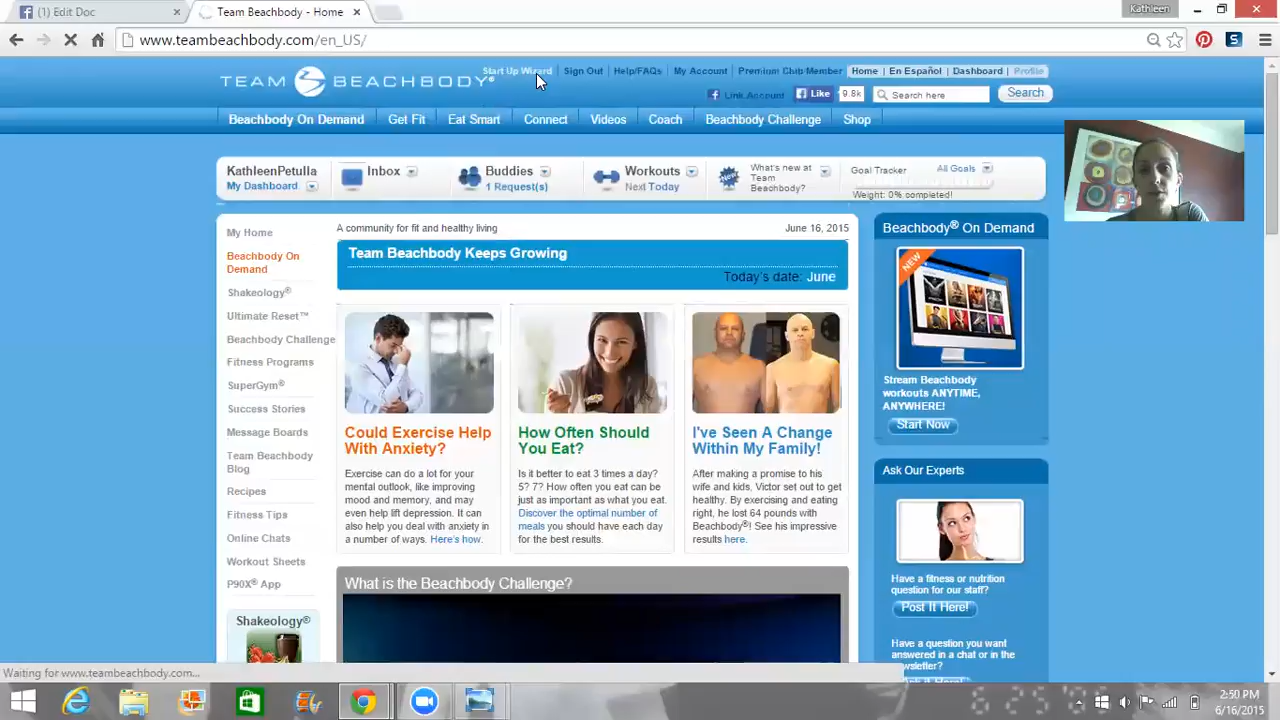 (1) Edit Doc
Team Beachbody - Home
Kathleen
www.teambeachbody.com/en_US/
TEAM BEACHBODY®
Start Up Wizard
Sign Out
Help/FAQs
My Account
Premium Club Member
Home
En Español
Dashboard
Profile
Link Account
Like
9.8k
Search here
Search
Beachbody On Demand
Get Fit
Eat Smart
Connect
Videos
Coach
Beachbody Challenge
Shop
KathleenPetulla
My Dashboard
Inbox
Buddies
1 Request(s)
Workouts
Next Today
New
What's new at
Team
Beachbody?
Goal Tracker
All Goals
Weight: 0% completed!
My Home
Beachbody On
Demand
Shakeology®
Ultimate Reset™
Beachbody Challenge
Fitness Programs
SuperGym®
Success Stories
Message Boards
Team Beachbody
Blog
Recipes
Fitness Tips
Online Chats
Workout Sheets
P90X® App
Shakeology®
A community for fit and healthy living
June 16, 2015
Team Beachbody Keeps Growing
Today's date: June
Could Exercise Help
With Anxiety?
Exercise can do a lot for your
mental outlook, like improving
mood and memory, and may
even help lift depression. It can
also help you deal with anxiety in
a number of ways. Here's how.
How Often Should
You Eat?
Is it better to eat 3 times a day?
5? 7? How often you eat can be
just as important as what you eat.
Discover the optimal number of
meals you should have each day
for the best results.
I've Seen A Change
Within My Family!
After making a promise to his
wife and kids, Victor set out to get
healthy. By exercising and eating
right, he lost 64 pounds with
Beachbody®! See his impressive
results here.
What is the Beachbody Challenge?
Beachbody® On Demand
NEW
Stream Beachbody
workouts ANYTIME,
ANYWHERE!
Start Now
Ask Our Experts
Have a fitness or nutrition
question for our staff?
Post It Here!
Have a question you want
answered in a chat or in the
newsletter?
Waiting for www.teambeachbody.com...
2:50 PM
6/16/2015